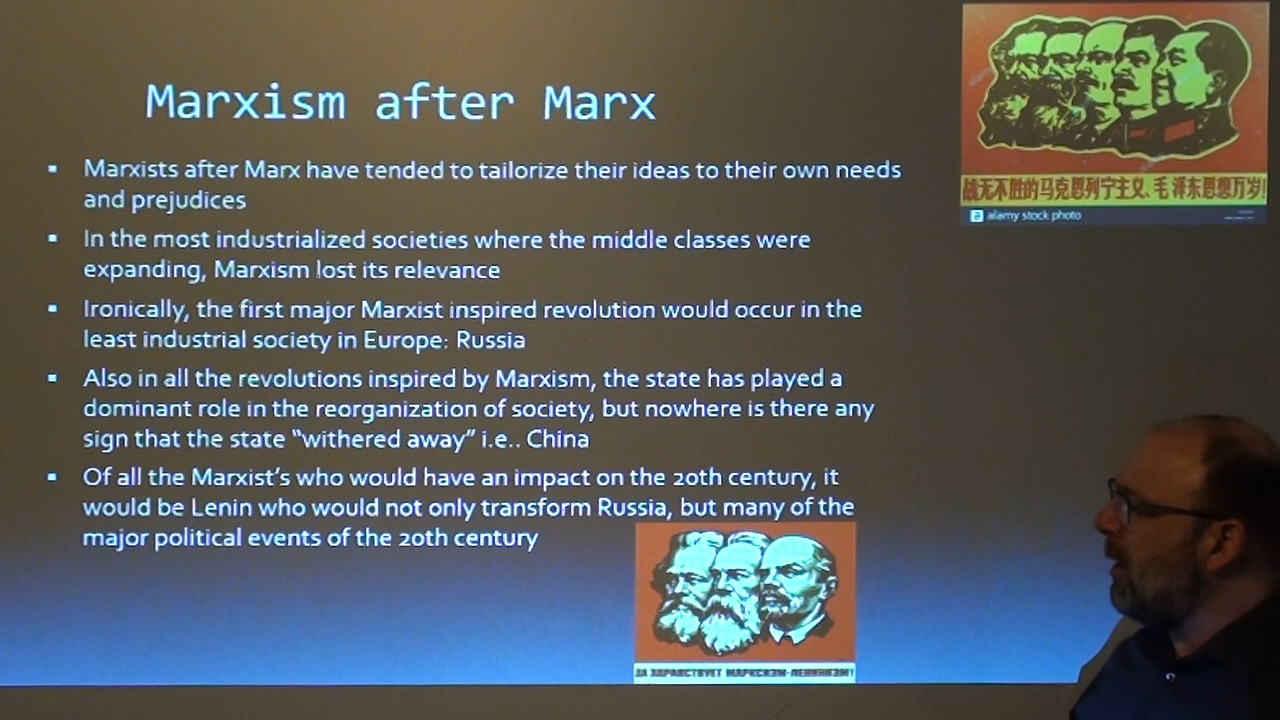 Marxism after Marx
Marxists after Marx have tended to tailorize their ideas to their own needs
and prejudices
In the most industrialized societies where the middle classes were
expanding, Marxism lost its relevance
Ironically, the first major Marxist inspired revolution would occur in the
least industrial society in Europe: Russia
Also in all the revolutions inspired by Marxism, the state has played a
dominant role in the reorganization of society, but nowhere is there any
sign that the state “withered away” i.e.. China
Of all the Marxist’s who would have an impact on the 20th century, it
would be Lenin who would not only transform Russia, but many of the
major political events of the 20th century
战无不胜的马克思列宁主义、毛泽东思想万岁!
a alamy stock photo
ДА ЗДРАВСТВУЕТ МАРКСИЗМ-ЛЕНИНИЗМ!